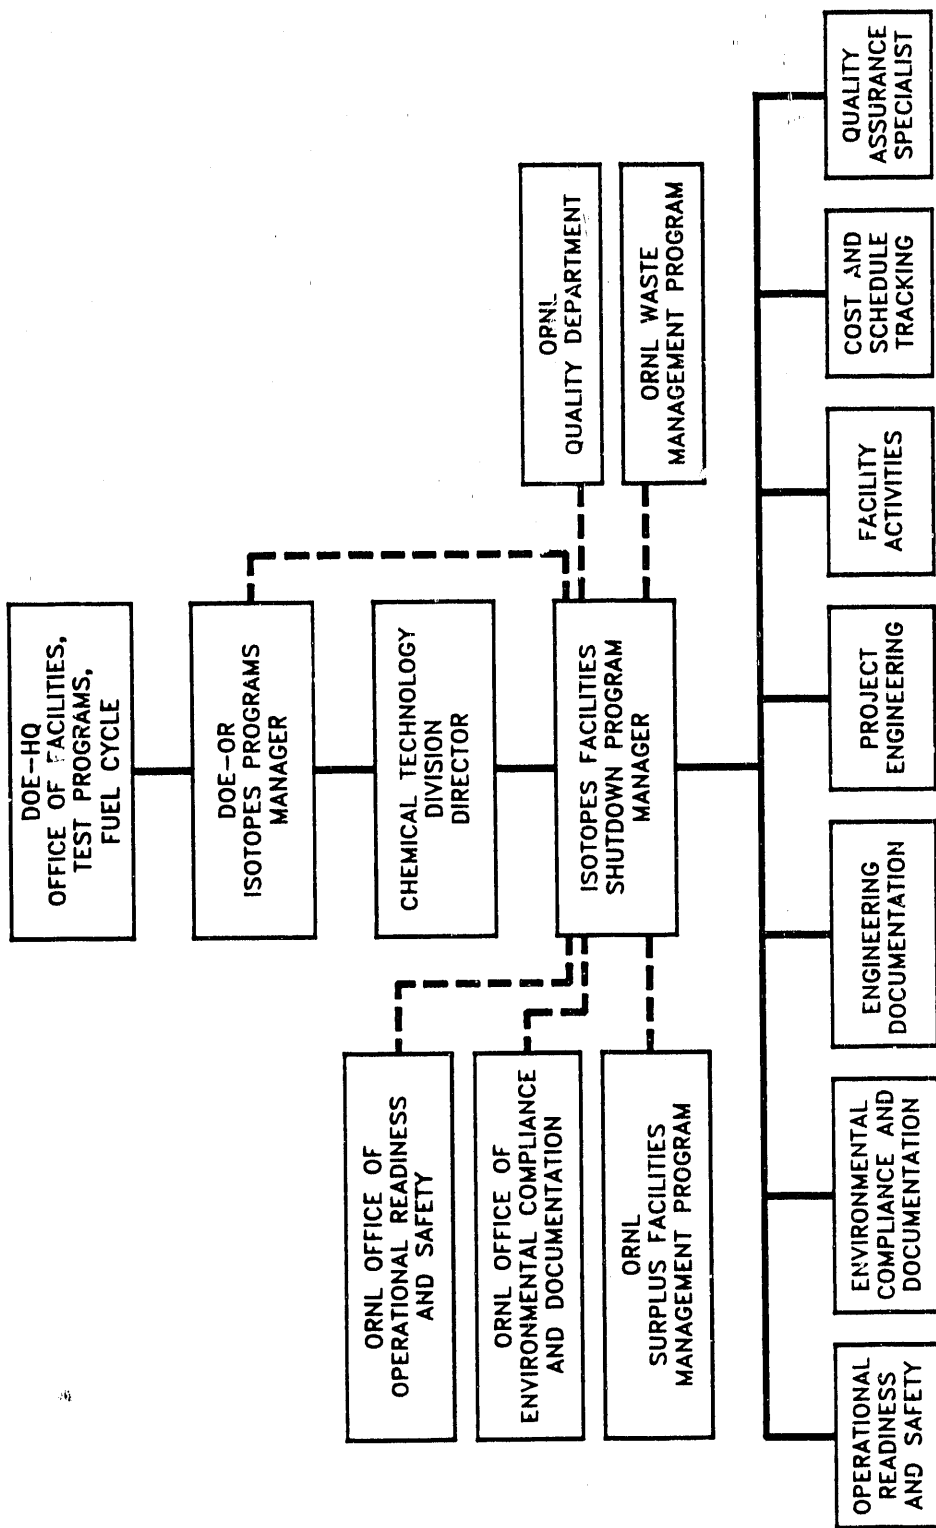 DOE-HQ
OFFICE OF FACILITIES,
TEST PROGRAMS,
FUEL CYCLE
DOE-OR
ISOTOPES PROGRAMS
MANAGER
CHEMICAL TECHNOLOGY
DIVISION
DIRECTOR
ORNL OFFICE OF
OPERATIONAL READINESS
AND SAFETY
ORNL OFFICE OF
ENVIRONMENTAL COMPLIANCE
AND DOCUMENTATION
ORNL
SURPLUS FACILITIES
MANAGEMENT PROGRAM
ISOTOPES FACILITIES
SHUTDOWN PROGRAM
MANAGER
ORNL
QUALITY DEPARTMENT
ORNL WASTE
MANAGEMENT PROGRAM
OPERATIONAL
READINESS
AND SAFETY
ENVIRONMENTAL
COMPLIANCE AND
DOCUMENTATION
ENGINEERING
DOCUMENTATION
PROJECT
ENGINEERING
FACILITY
ACTIVITIES
COST AND
SCHEDULE
TRACKING
QUALITY
ASSURANCE
SPECIALIST